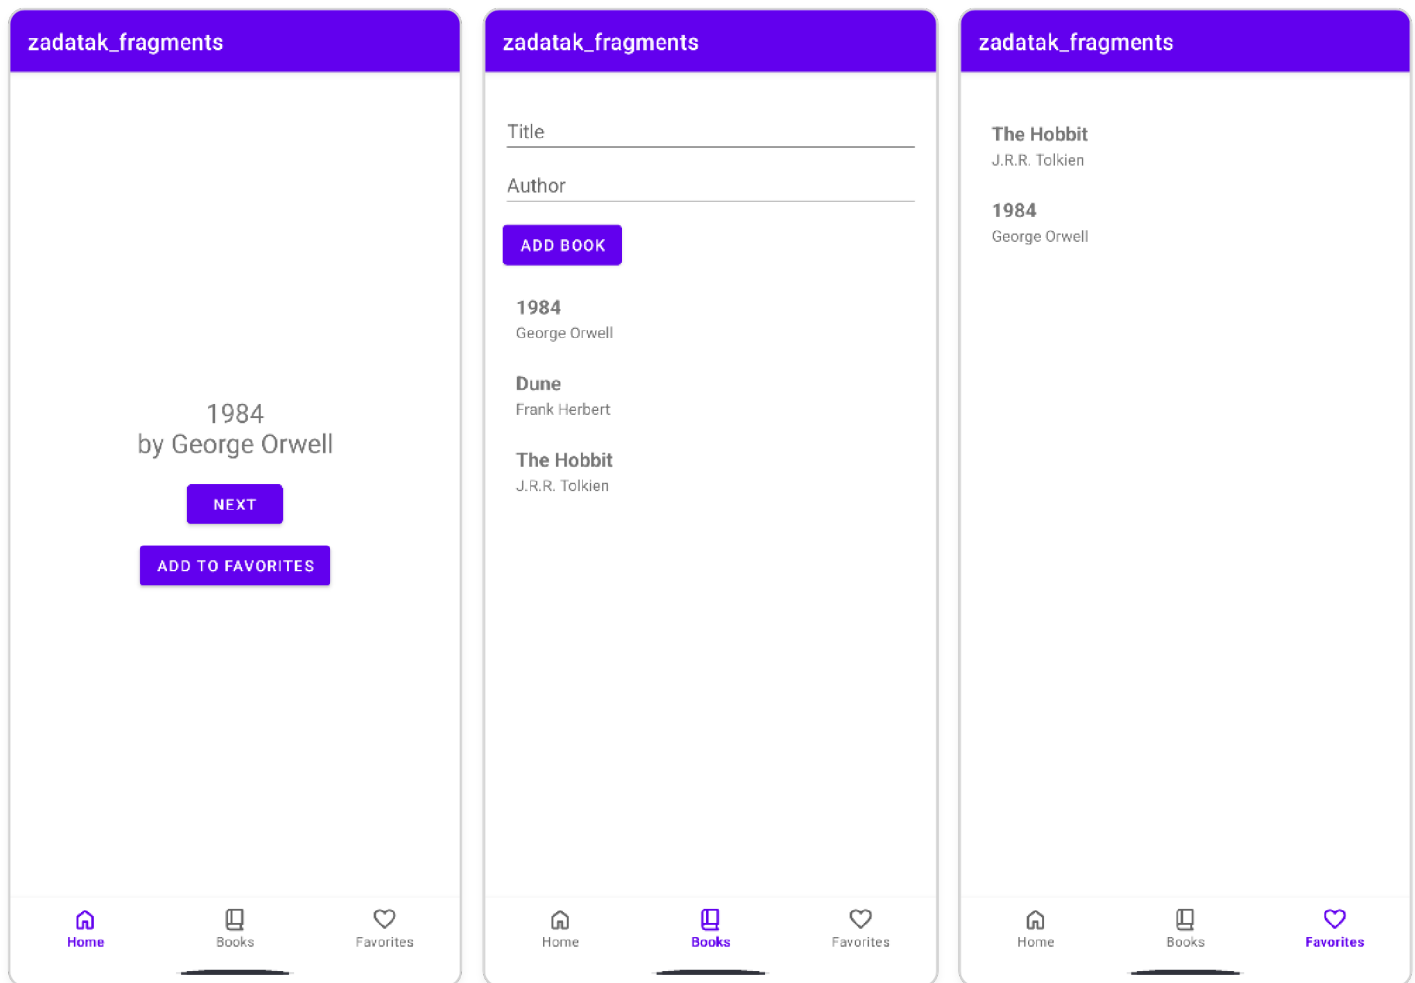 zadatak_fragments
1984
by George Orwell
NEXT
ADD TO FAVORITES
Home
Books
Favorites
zadatak_fragments
Title
Author
ADD BOOK
1984
George Orwell
Dune
Frank Herbert
The Hobbit
J.R.R. Tolkien
Home
Books
Favorites
zadatak_fragments
The Hobbit
J.R.R. Tolkien
1984
George Orwell
Home
Books
Favorites